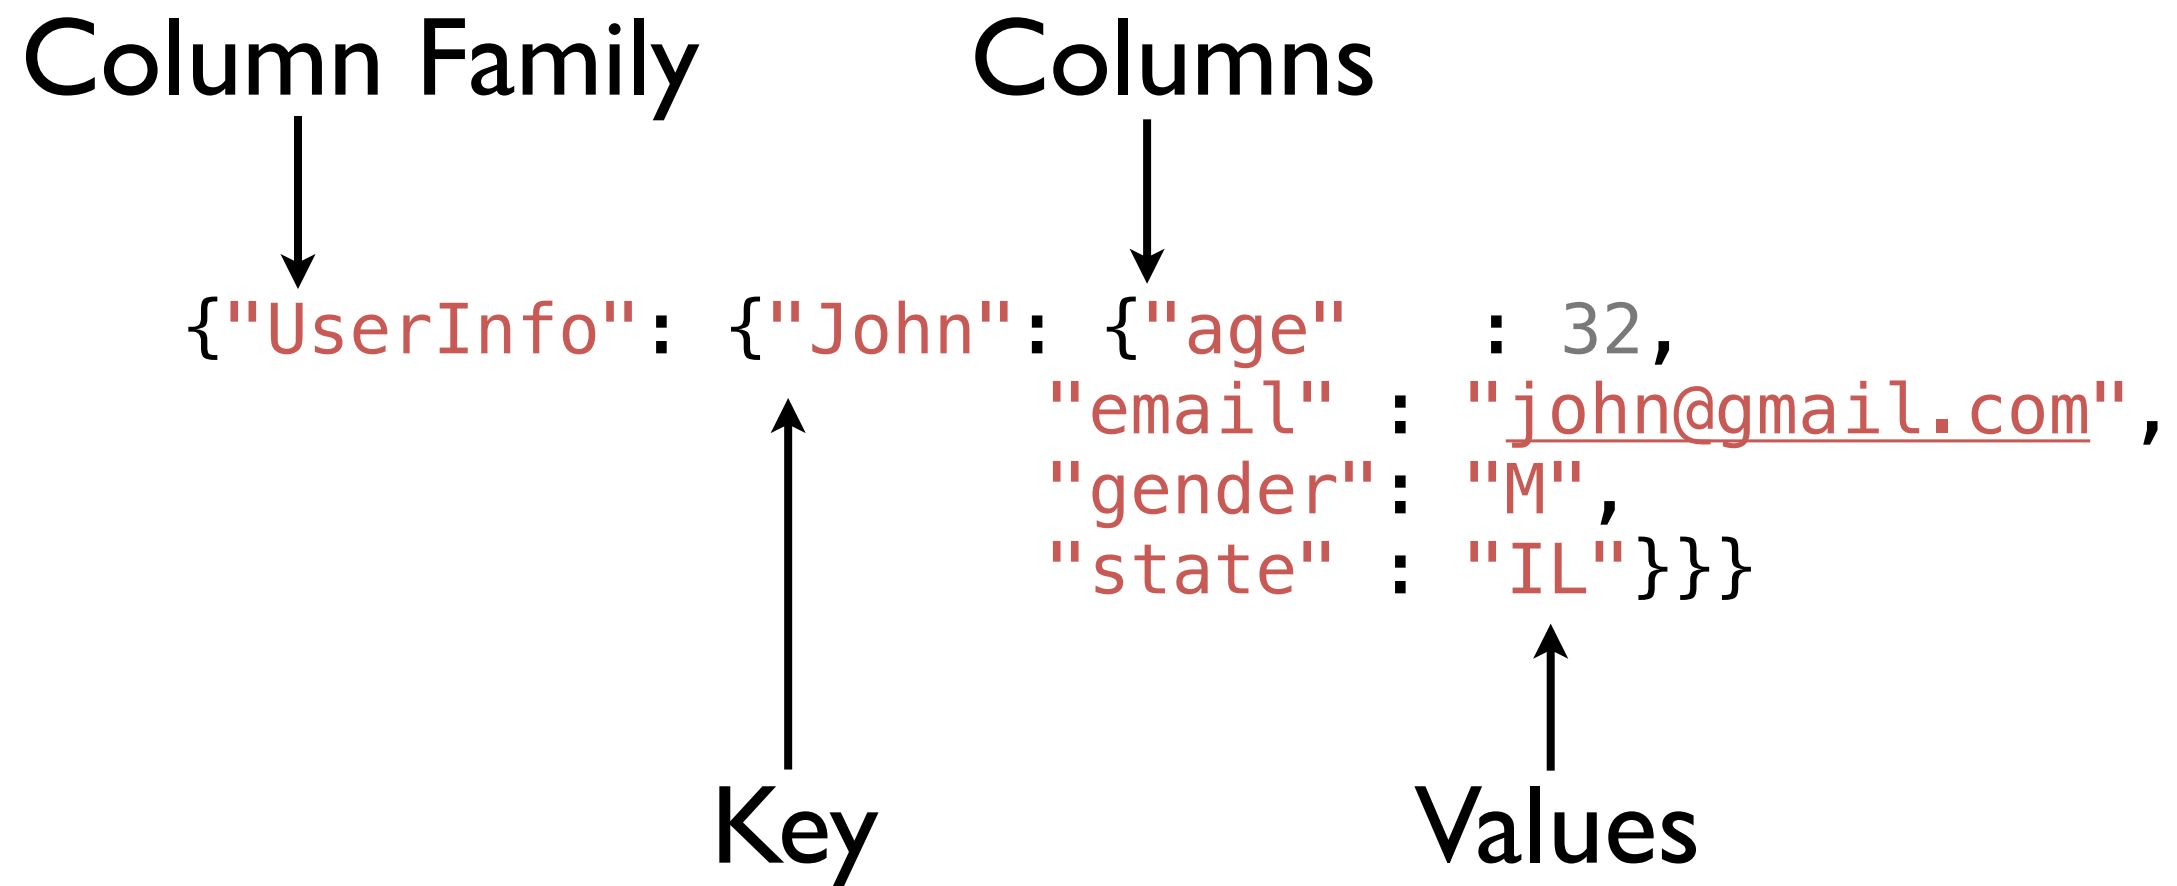 Column Family Columns
{"UserInfo": {"John": {"age" : 32,
"email" : "john@gmail.com",
"gender": "M",
"state" : "IL"}}}
Key Values